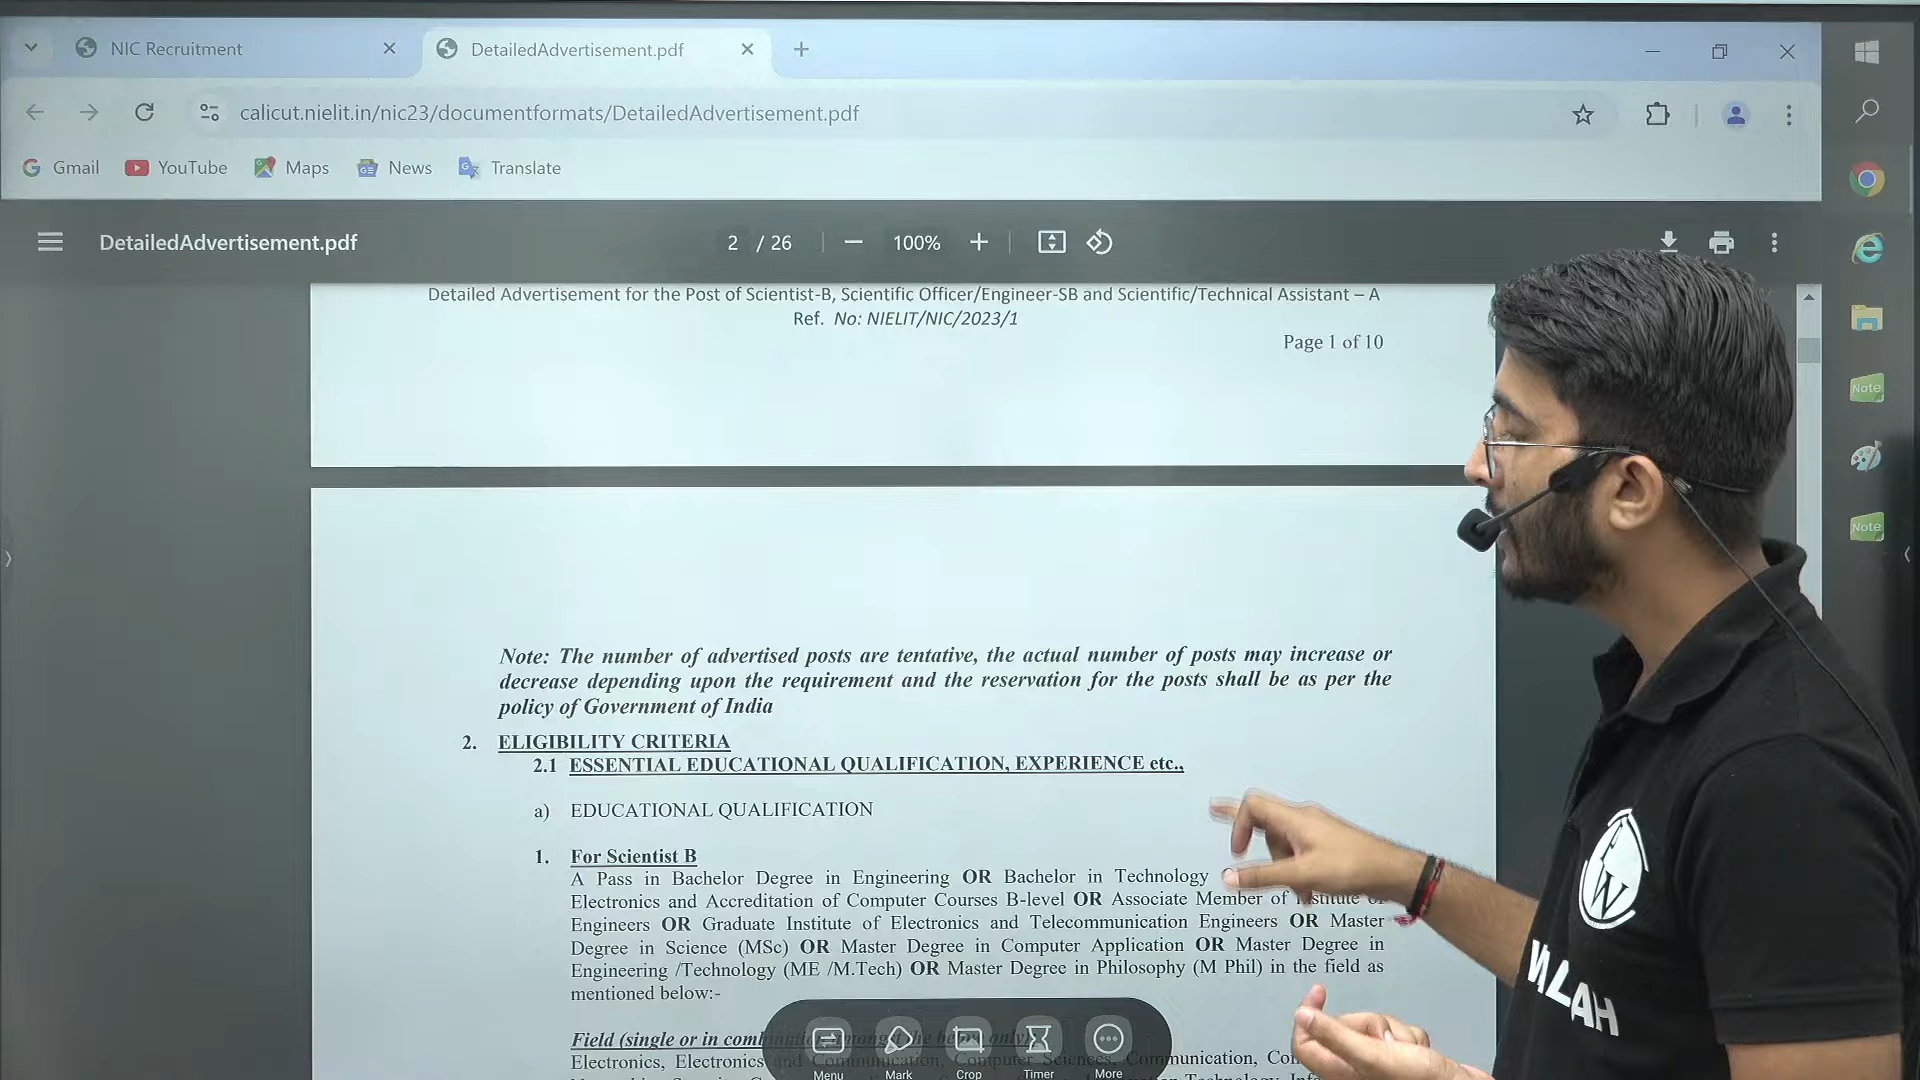 NIC Recruitment
DetailedAdvertisement.pdf
calicut.nielit.in/nic23/documentformats/DetailedAdvertisement.pdf
Gmail YouTube Maps News Translate
DetailedAdvertisement.pdf 2 / 26 100%
Detailed Advertisement for the Post of Scientist-B, Scientific Officer/Engineer-SB and Scientific/Technical Assistant – A
Ref. No: NIELIT/NIC/2023/1
Page 1 of 10
Note
Note
Note: The number of advertised posts are tentative, the actual number of posts may increase or
decrease depending upon the requirement and the reservation for the posts shall be as per the
policy of Government of India
2. ELIGIBILITY CRITERIA
2.1 ESSENTIAL EDUCATIONAL QUALIFICATION, EXPERIENCE etc.,
a) EDUCATIONAL QUALIFICATION
1. For Scientist B
A Pass in Bachelor Degree in Engineering OR Bachelor in Technology
Electronics and Accreditation of Computer Courses B-level OR Associate Member of Institute of
Engineers OR Graduate Institute of Electronics and Telecommunication Engineers OR Master
Degree in Science (MSc) OR Master Degree in Computer Application OR Master Degree in
Engineering /Technology (ME /M.Tech) OR Master Degree in Philosophy (M Phil) in the field as
mentioned below:-
Field (single or in combination amongst the below only)
Electronics, Electronics and Communication, Computer Sciences, Communication,
Menu Mark Crop Timer More
W
WALLAH